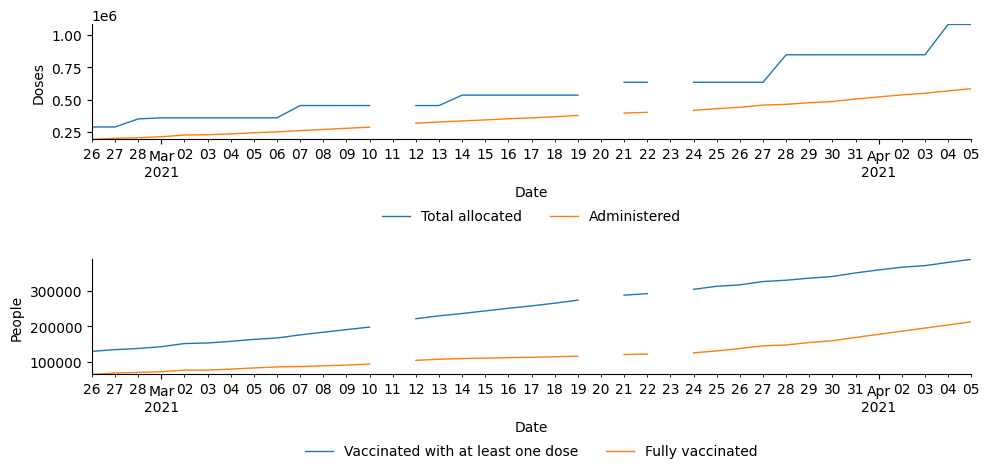 1e6
1.00
0.75
0.50
0.25
Doses
26 27 28 Mar 02 03 04 05 06 07 08 09 10 11 12 13 14 15 16 17 18 19 20 21 22 23 24 25 26 27 28 29 30 31 Apr 02 03 04 05
2021 2021
Date
Total allocated Administered
300000
200000
100000
People
26 27 28 Mar 02 03 04 05 06 07 08 09 10 11 12 13 14 15 16 17 18 19 20 21 22 23 24 25 26 27 28 29 30 31 Apr 02 03 04 05
2021 2021
Date
Vaccinated with at least one dose Fully vaccinated